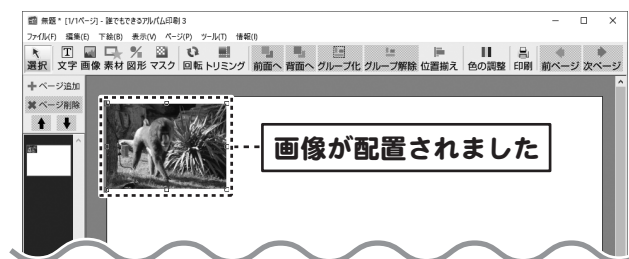 無題 * [1/1ページ] - 誰でもできるアルバム印刷 3
ファイル(F) 編集(E) 下絵(B) 表示(V) ページ(P) ツール(T) 情報(I)
選択 文字 画像 素材 図形 マスク 回転 トリミング 前面へ 背面へ グループ化 グループ解除 位置揃え 色の調整 印刷 前ページ 次ページ
ページ追加
ページ削除
画像が配置されました